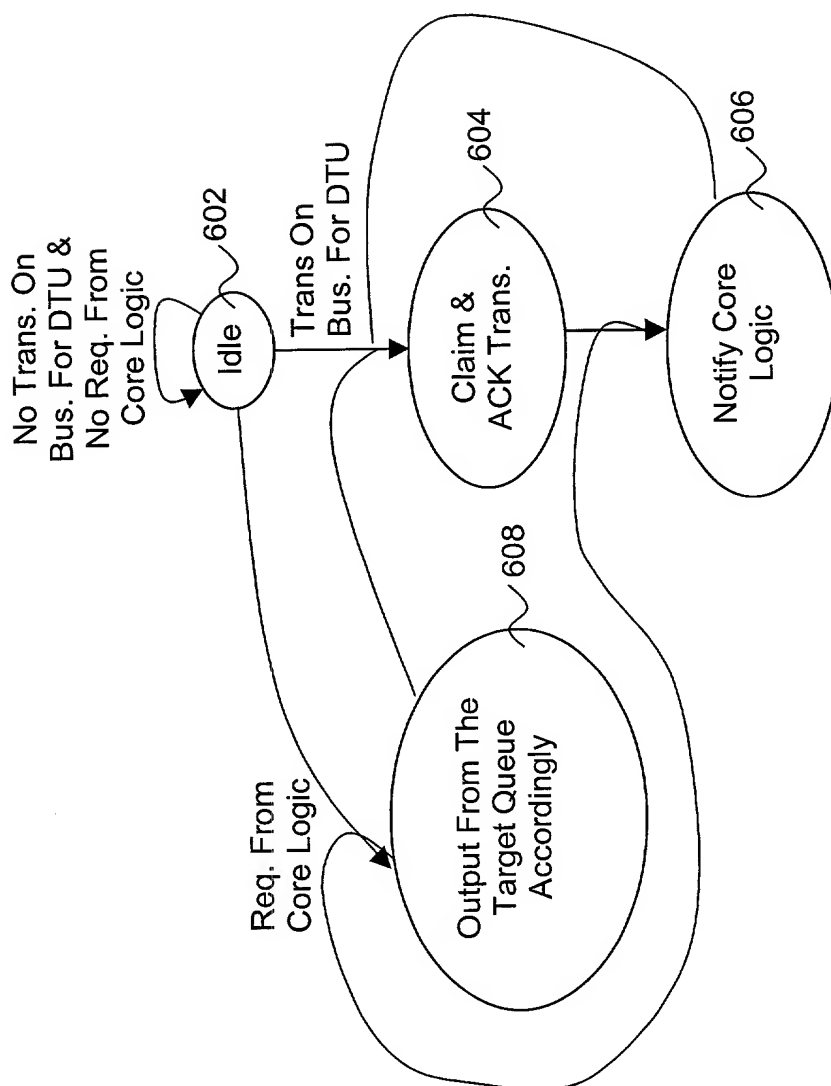 No Trans. On
Bus. For DTU &
No Req. From
Core Logic
602
Idle
Trans On
Bus. For DTU
604
Claim &
ACK Trans.
606
Notify Core
Logic
Req. From
Core Logic
608
Output From The
Target Queue
Accordingly